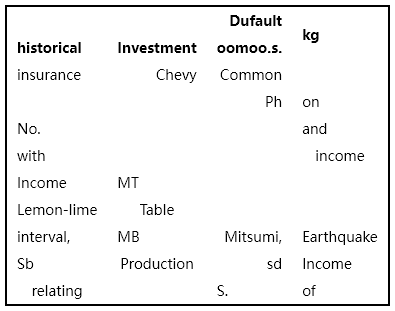 historical Investment Dufault oomoo.s. kg
insurance Chevy Common
Ph on
No. and
with income
Income MT
Lemon-lime Table
interval, MB Mitsumi, Earthquake
Sb Production sd Income
relating S. of